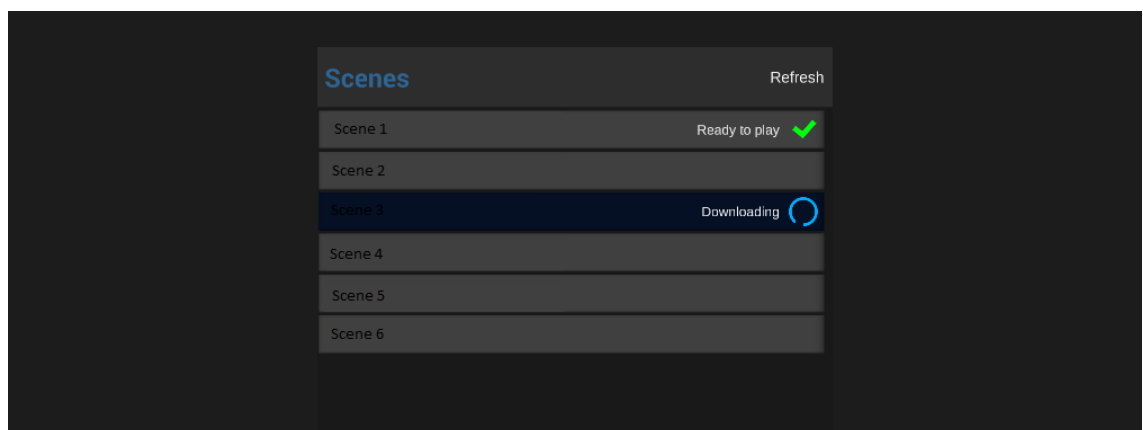 Scenes
Refresh
Scene 1
Ready to play
Scene 2
Scene 3
Downloading
Scene 4
Scene 5
Scene 6